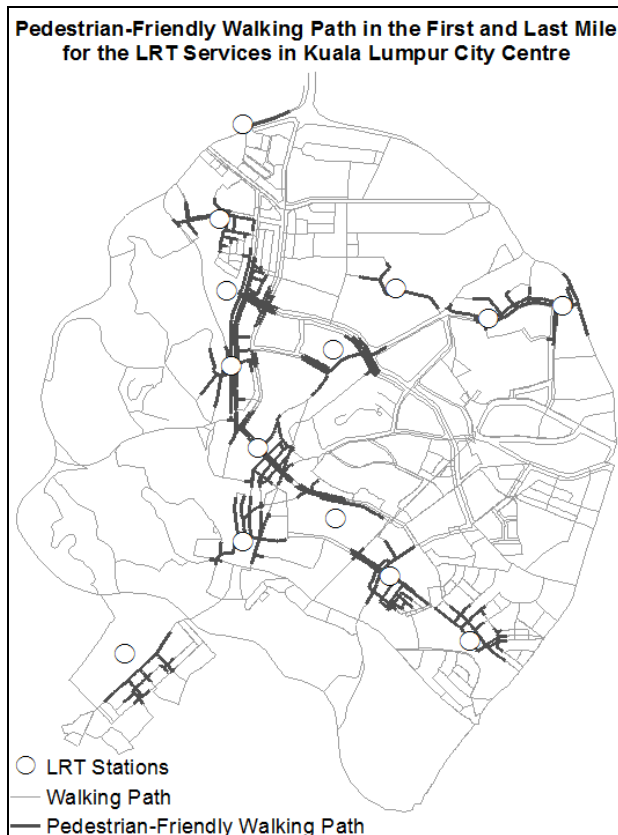 Pedestrian-Friendly Walking Path in the First and Last Mile
for the LRT Services in Kuala Lumpur City Centre
LRT Stations
Walking Path
Pedestrian-Friendly Walking Path